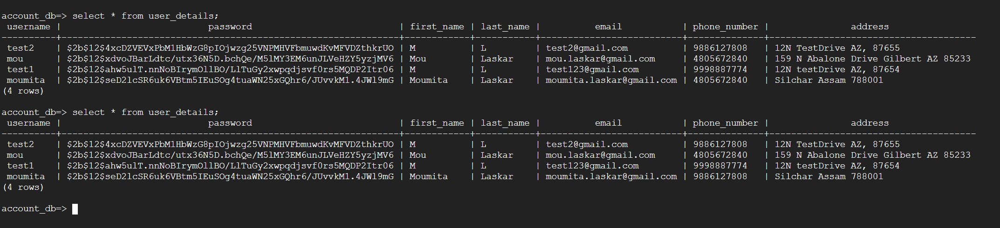 account_db=> select * from user_details;
 username |                           password                           | first_name | last_name |          email           | phone_number |               address
----------+--------------------------------------------------------------+------------+-----------+--------------------------+--------------+--------------------------------------
 test2    | $2b$12$4xcDZVEVxPbM1HbWzG8pIOjwzg25VNPMHVFbmuwdKvMFVDZthkrUO | M          | L         | test2@gmail.com          | 9886127808   | 12N TestDrive AZ, 87655
 mou      | $2b$12$xdvoJBarLdtc/utx36N5D.bchQe/M5lMY3EM6unJLVeHZY5yzjMV6 | Mou        | Laskar    | mou.laskar@gmail.com     | 4805672840   | 159 N Abalone Drive Gilbert AZ 85233
 test1    | $2b$12$ahw5ulT.nnNoBIrymOllBO/LlTuGy2xwpqdjsvf0rs5MQDP2Itr06 | M          | L         | test123@gmail.com        | 9998887774   | 12N testDrive AZ, 87654
 moumita  | $2b$12$seD2lcSR6uk6VBtm5IEuSOg4tuaWN25xGQhr6/JUvvkM1.4JWl9mG | Moumita    | Laskar    | moumita.laskar@gmail.com | 4805672840   | Silchar Assam 788001
(4 rows)
account_db=> select * from user_details;
 username |                           password                           | first_name | last_name |          email           | phone_number |               address
----------+--------------------------------------------------------------+------------+-----------+--------------------------+--------------+--------------------------------------
 test2    | $2b$12$4xcDZVEVxPbM1HbWzG8pIOjwzg25VNPMHVFbmuwdKvMFVDZthkrUO | M          | L         | test2@gmail.com          | 9886127808   | 12N TestDrive AZ, 87655
 mou      | $2b$12$xdvoJBarLdtc/utx36N5D.bchQe/M5lMY3EM6unJLVeHZY5yzjMV6 | Mou        | Laskar    | mou.laskar@gmail.com     | 4805672840   | 159 N Abalone Drive Gilbert AZ 85233
 test1    | $2b$12$ahw5ulT.nnNoBIrymOllBO/LlTuGy2xwpqdjsvf0rs5MQDP2Itr06 | M          | L         | test123@gmail.com        | 9998887774   | 12N testDrive AZ, 87654
 moumita  | $2b$12$seD2lcSR6uk6VBtm5IEuSOg4tuaWN25xGQhr6/JUvvkM1.4JWl9mG | Moumita    | Laskar    | moumita.laskar@gmail.com | 9886127808   | Silchar Assam 788001
(4 rows)
account_db=>